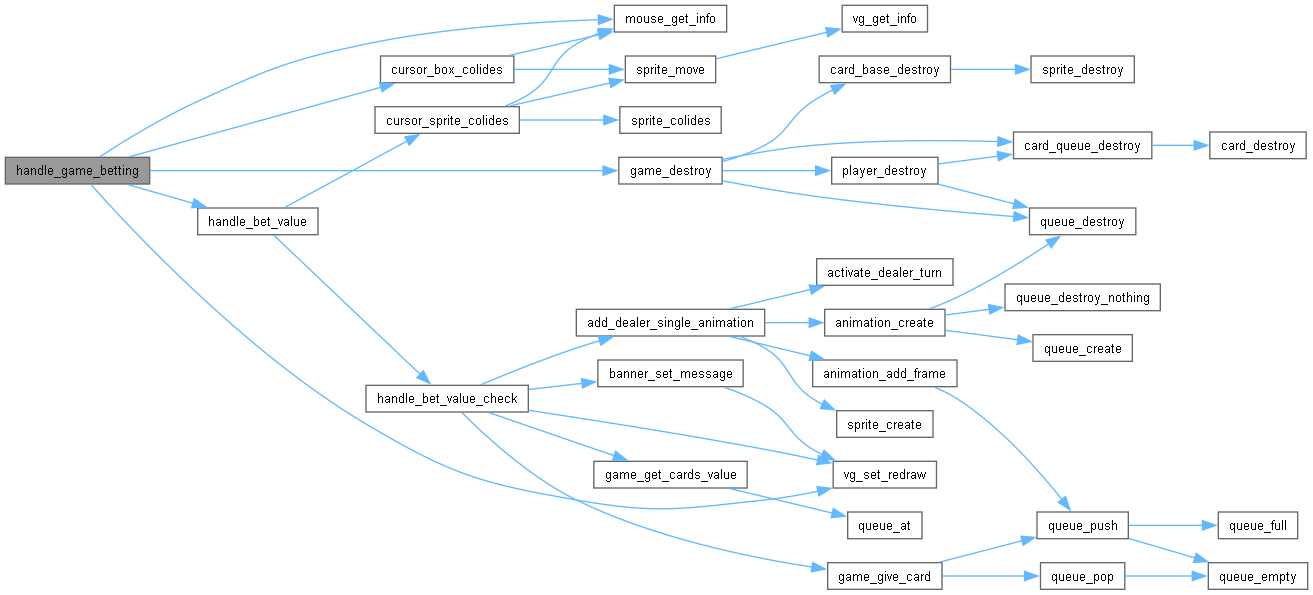 mouse_get_info
vg_get_info
cursor_box_colides
sprite_move
card_base_destroy
sprite_destroy
cursor_sprite_colides
sprite_colides
card_queue_destroy
card_destroy
handle_game_betting
game_destroy
player_destroy
handle_bet_value
queue_destroy
activate_dealer_turn
queue_destroy_nothing
add_dealer_single_animation
animation_create
queue_create
banner_set_message
animation_add_frame
handle_bet_value_check
sprite_create
game_get_cards_value
vg_set_redraw
queue_at
queue_push
queue_full
game_give_card
queue_pop
queue_empty